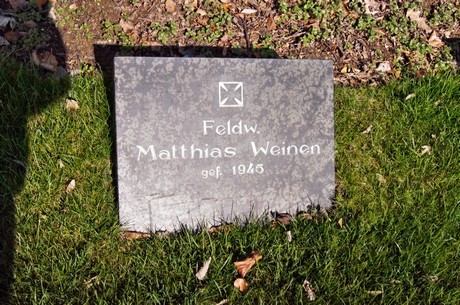 Feldw.
Matthias Weinen
gef. 1945